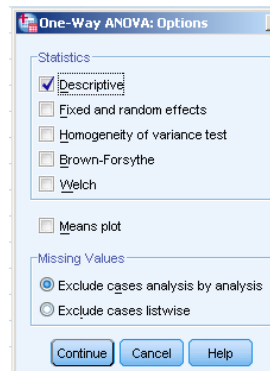 One-Way ANOVA: Options
Statistics
Descriptive
Fixed and random effects
Homogeneity of variance test
Brown-Forsythe
Welch
Means plot
Missing Values
Exclude cases analysis by analysis
Exclude cases listwise
Continue Cancel Help